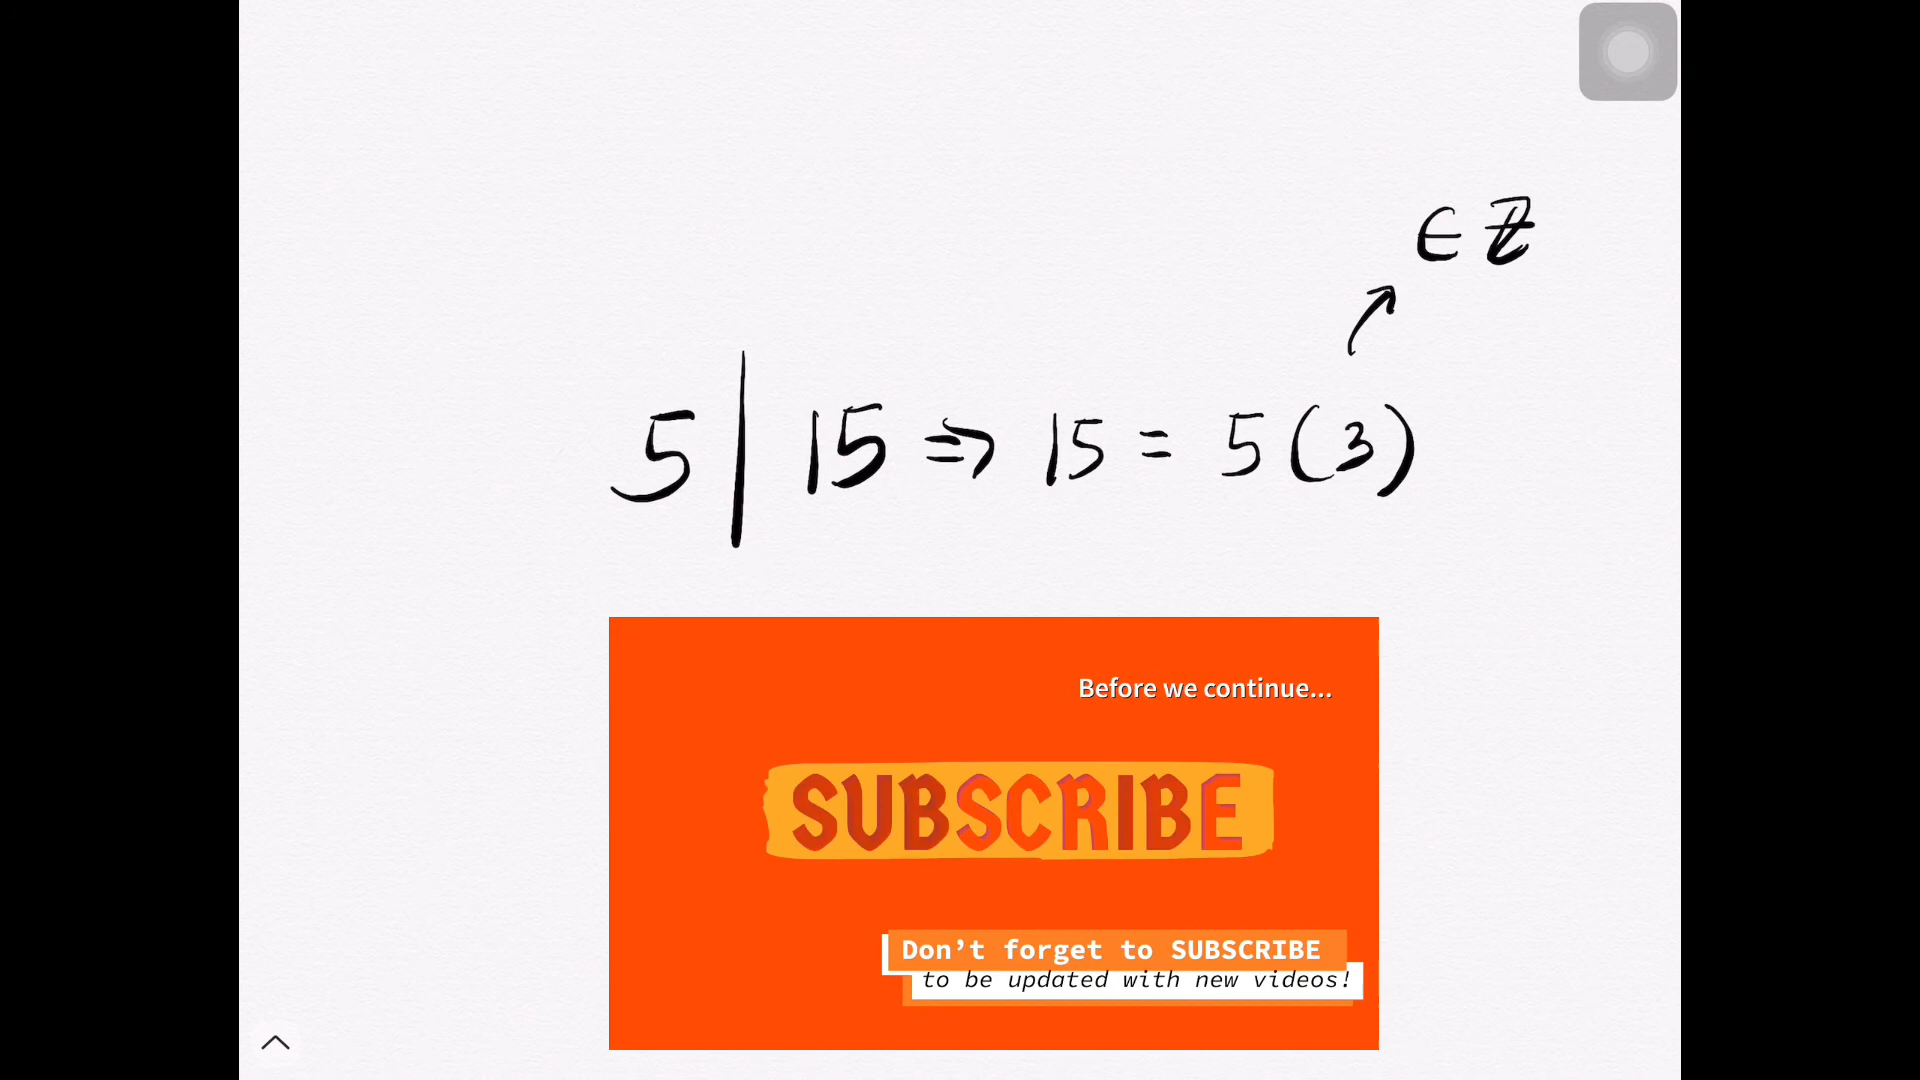 ∈ ℤ
5 | 15 ⇒ 15 = 5 (3)
Before we continue...
SUBSCRIBE
Don't forget to SUBSCRIBE
to be updated with new videos!